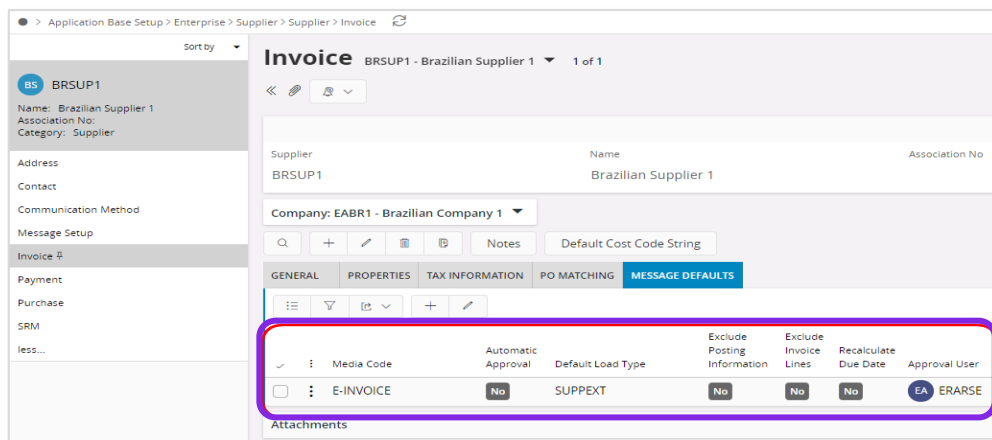 Application Base Setup > Enterprise > Supplier > Supplier > Invoice
Sort by
BS BRSUP1
Name: Brazilian Supplier 1
Association No:
Category: Supplier
Address
Contact
Communication Method
Message Setup
Invoice
Payment
Purchase
SRM
less...
Invoice BRSUP1 - Brazilian Supplier 1 1 of 1
Supplier Name Association No
BRSUP1 Brazilian Supplier 1
Company: EABR1 - Brazilian Company 1
Notes Default Cost Code String
GENERAL PROPERTIES TAX INFORMATION PO MATCHING MESSAGE DEFAULTS
Media Code Automatic Approval Default Load Type Exclude Posting Information Exclude Invoice Lines Recalculate Due Date Approval User
E-INVOICE No SUPPEXT No No No EA ERARSE
Attachments